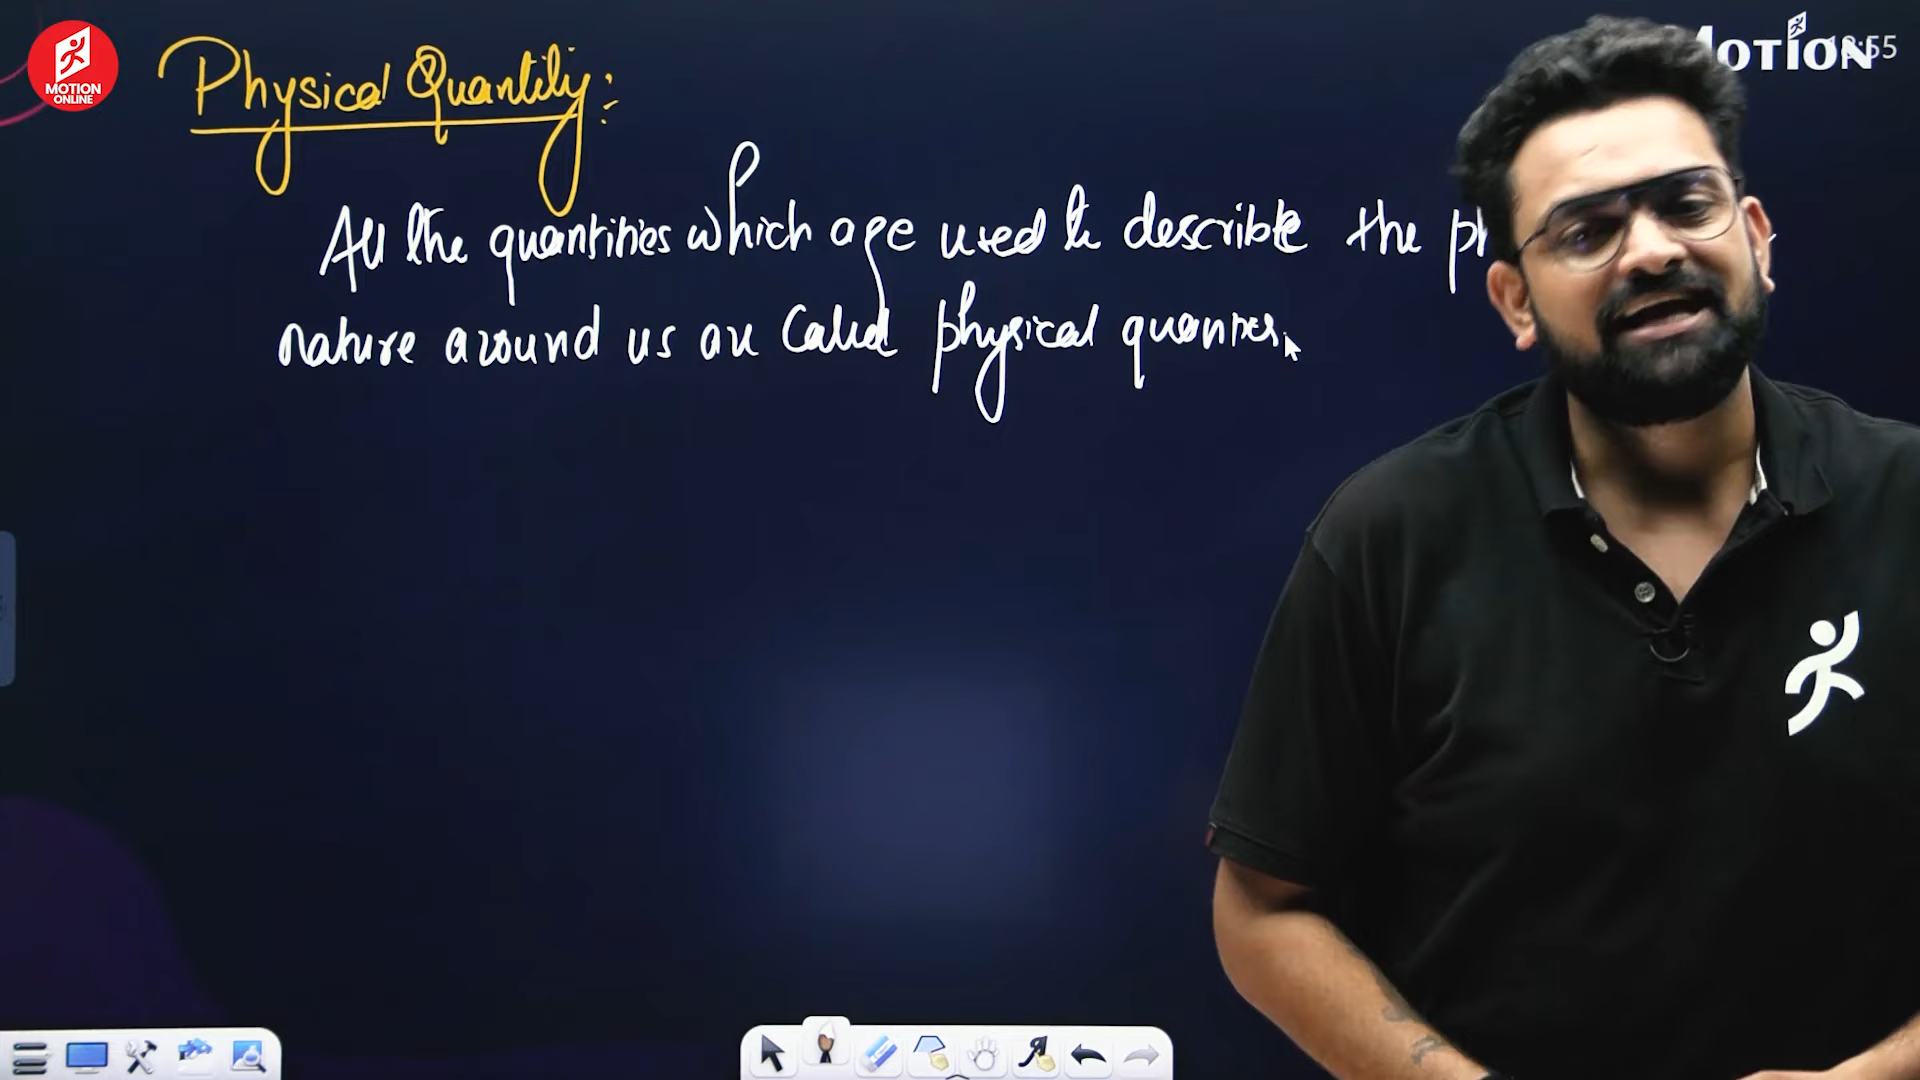 MOTION
ONLINE
MOTION
:55
Physical Quantity:
All the quantities which are used to describe the
nature around us are called physical quantities.